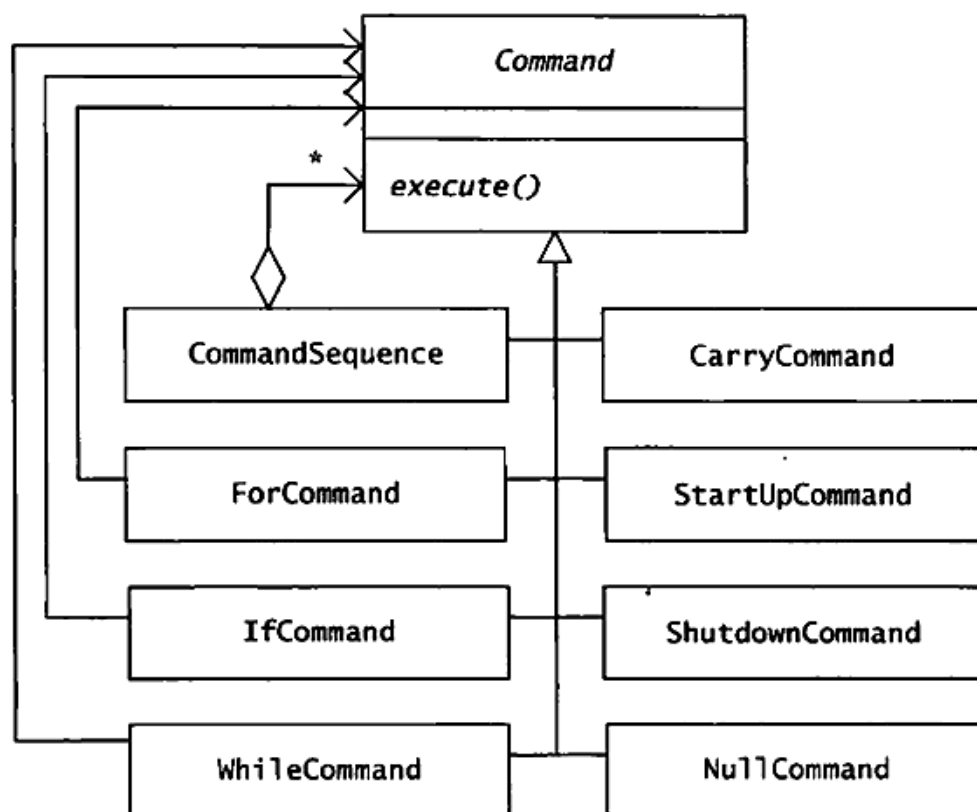 Command
*
execute()
CommandSequence
CarryCommand
ForCommand
StartUpCommand
IfCommand
ShutdownCommand
WhileCommand
NullCommand